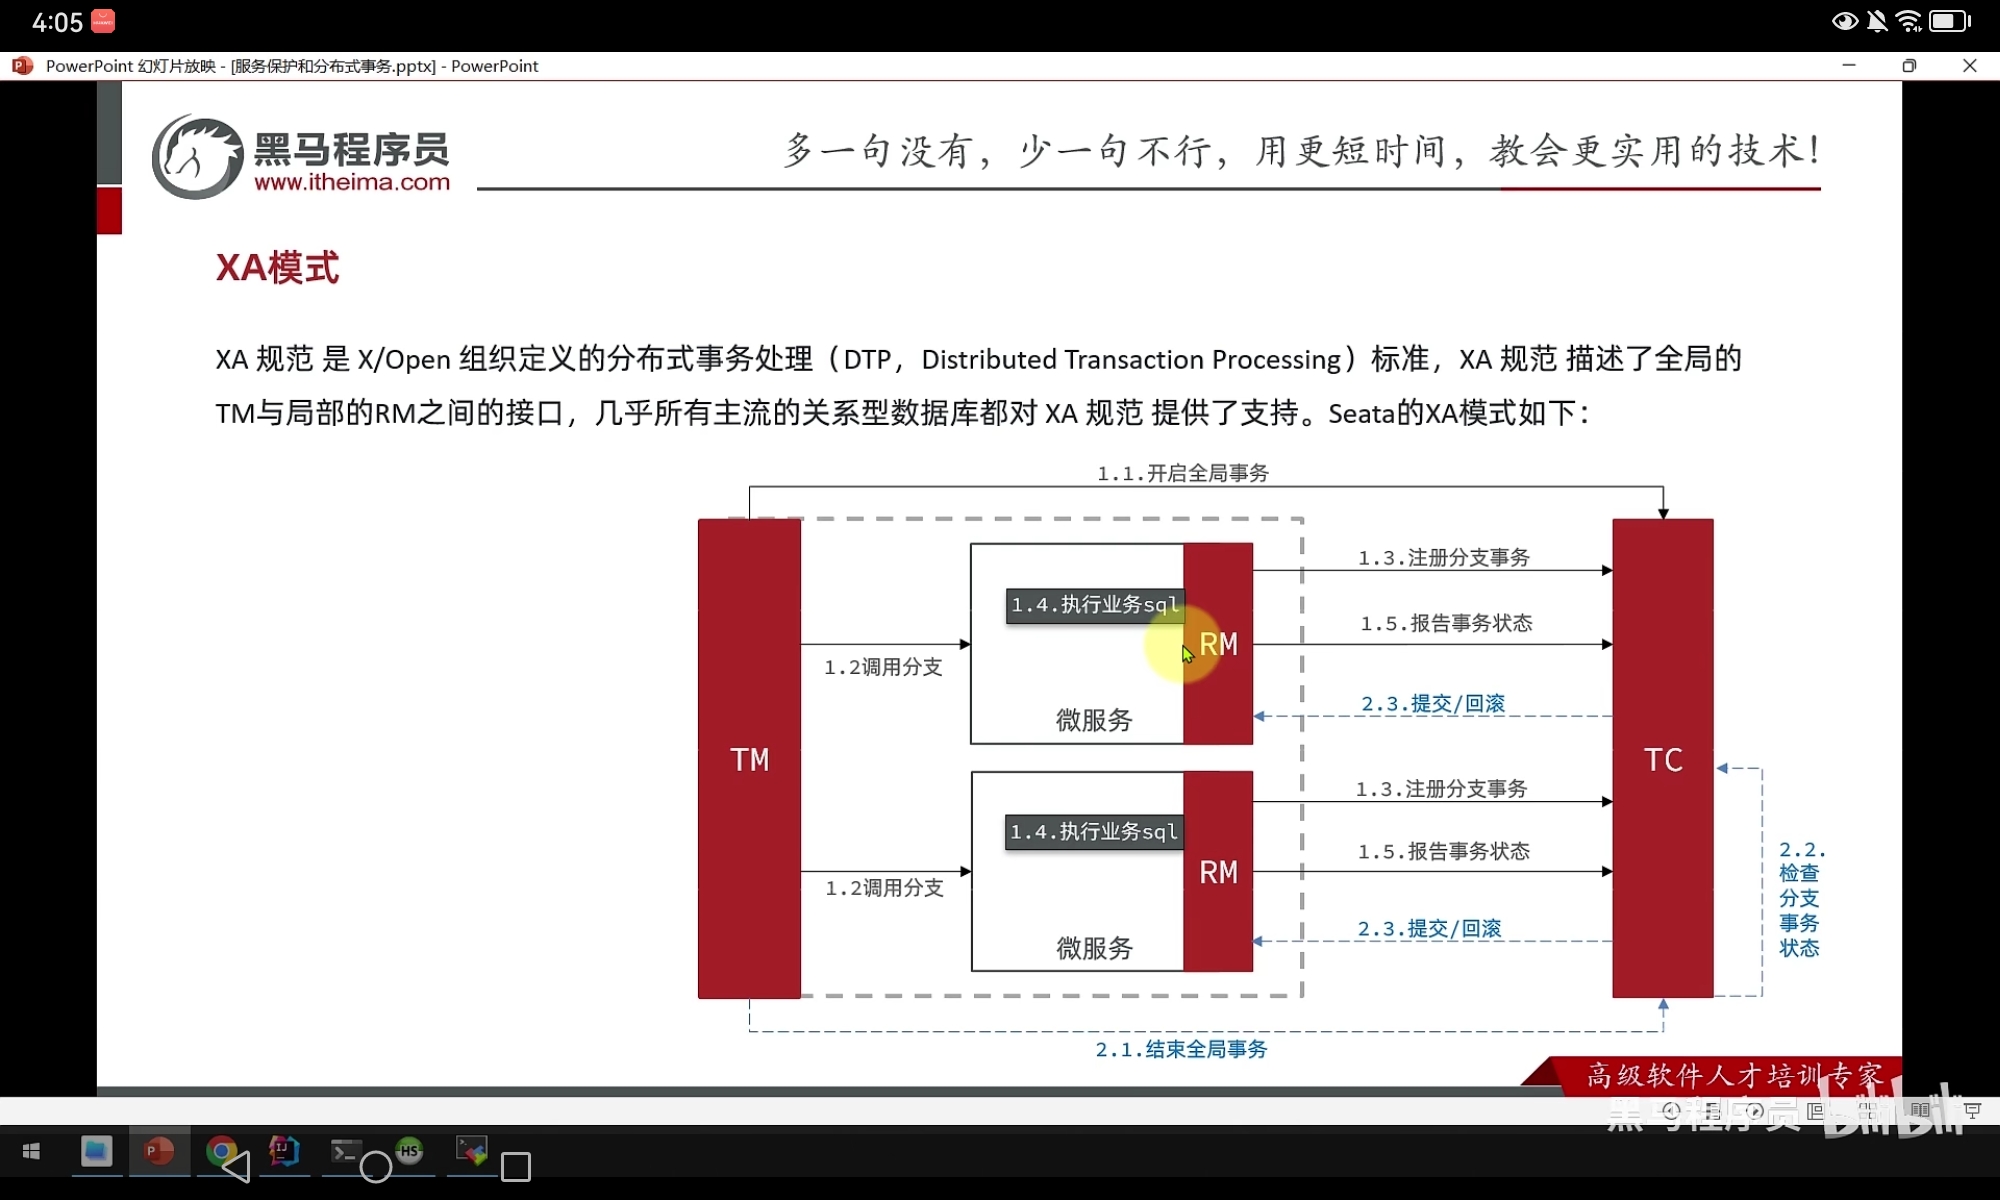 4:05
PowerPoint 幻灯片放映 - [服务保护和分布式事务.pptx] - PowerPoint
黑马程序员
www.itheima.com
多一句没有，少一句不行，用更短时间，教会更实用的技术！
XA模式
XA 规范 是 X/Open 组织定义的分布式事务处理（DTP，Distributed Transaction Processing）标准，XA 规范 描述了全局的
TM与局部的RM之间的接口，几乎所有主流的关系型数据库都对 XA 规范 提供了支持。Seata的XA模式如下：
1.1.开启全局事务
1.3.注册分支事务
1.4.执行业务sql
1.5.报告事务状态
RM
1.2调用分支
2.3.提交/回滚
微服务
TM
TC
1.3.注册分支事务
1.4.执行业务sql
1.5.报告事务状态
2.2.
检查
分支
事务
状态
RM
1.2调用分支
2.3.提交/回滚
微服务
2.1.结束全局事务
高级软件人才培训专家
黑马程序员 bilibili
HS